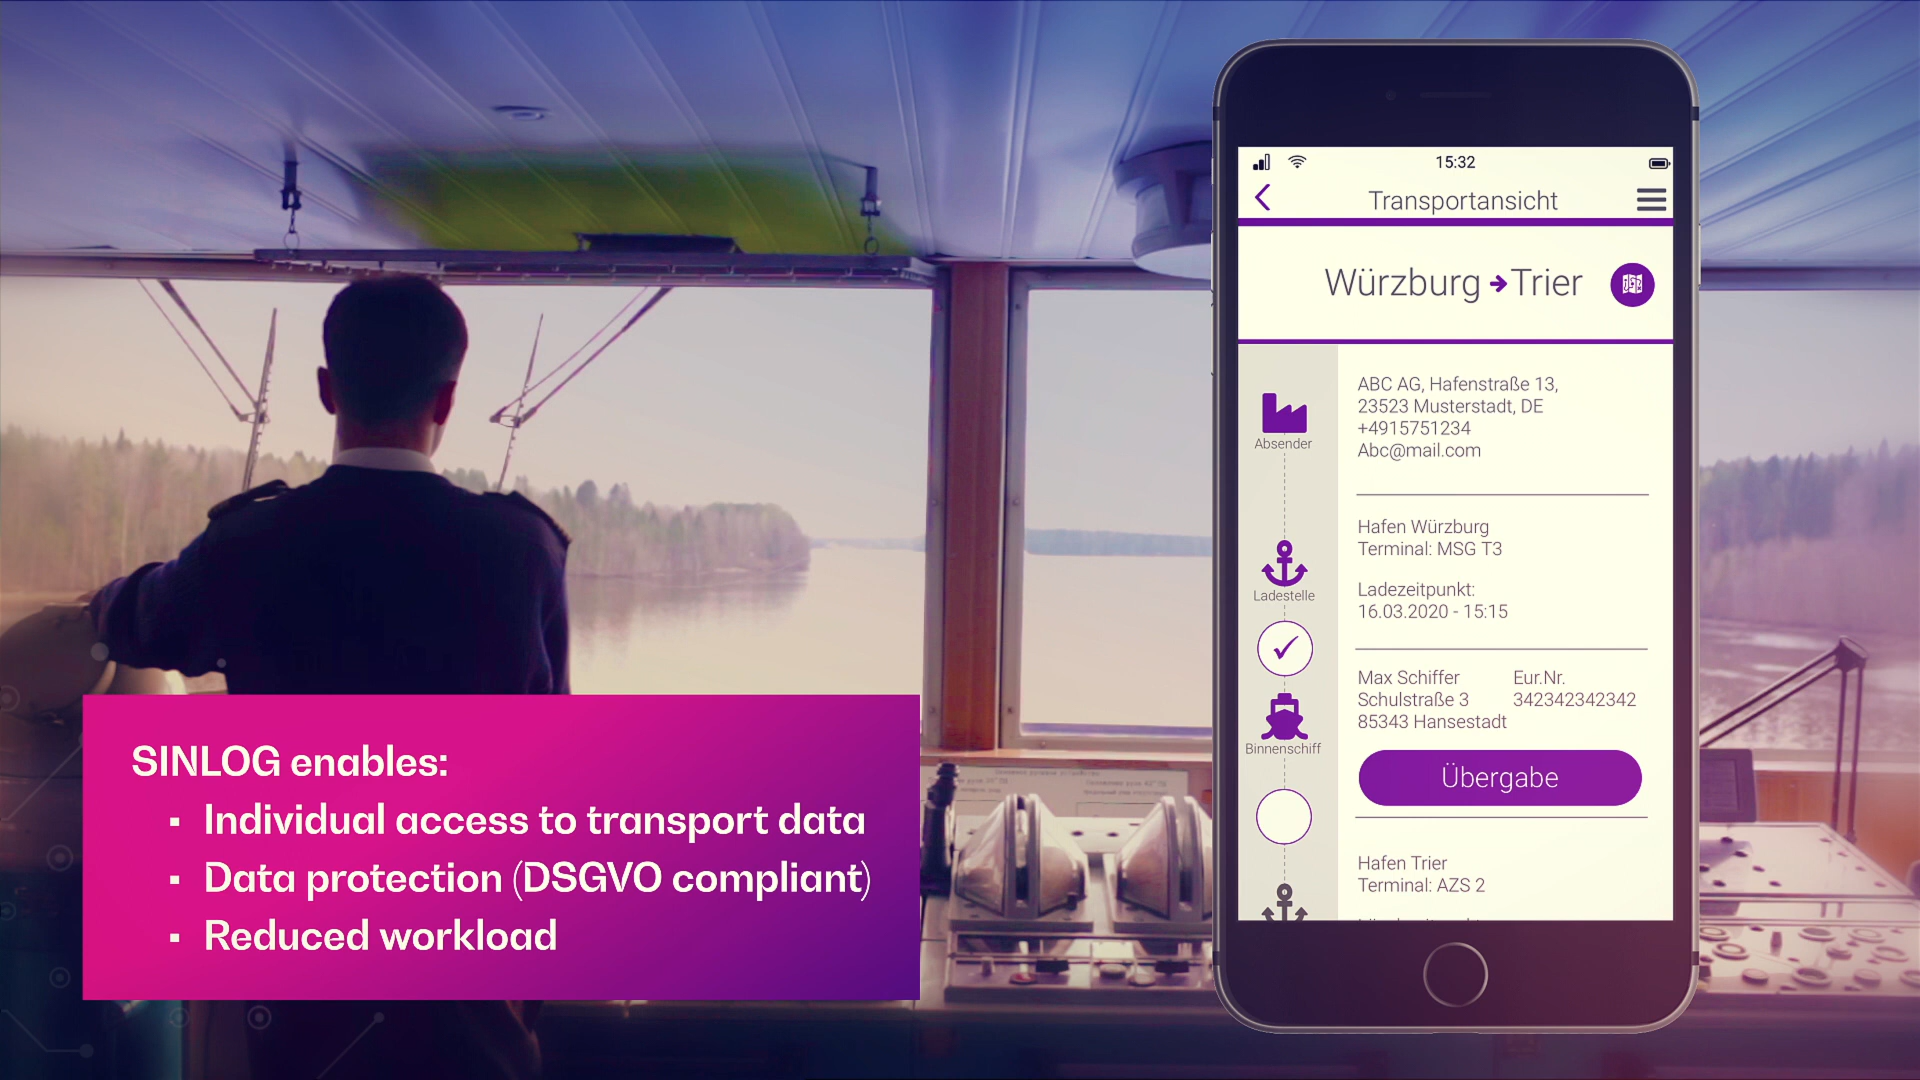 SINLOG enables:
▪ Individual access to transport data
▪ Data protection (DSGVO compliant)
▪ Reduced workload
15:32
Transportansicht
Würzburg → Trier
ABC AG, Hafenstraße 13,
23523 Musterstadt, DE
+4915751234
Abc@mail.com
Absender
Hafen Würzburg
Terminal: MSG T3
Ladezeitpunkt:
16.03.2020 - 15:15
Ladestelle
Max Schiffer Eur.Nr.
Schulstraße 3 342342342342
85343 Hansestadt
Binnenschiff
Übergabe
Hafen Trier
Terminal: AZS 2